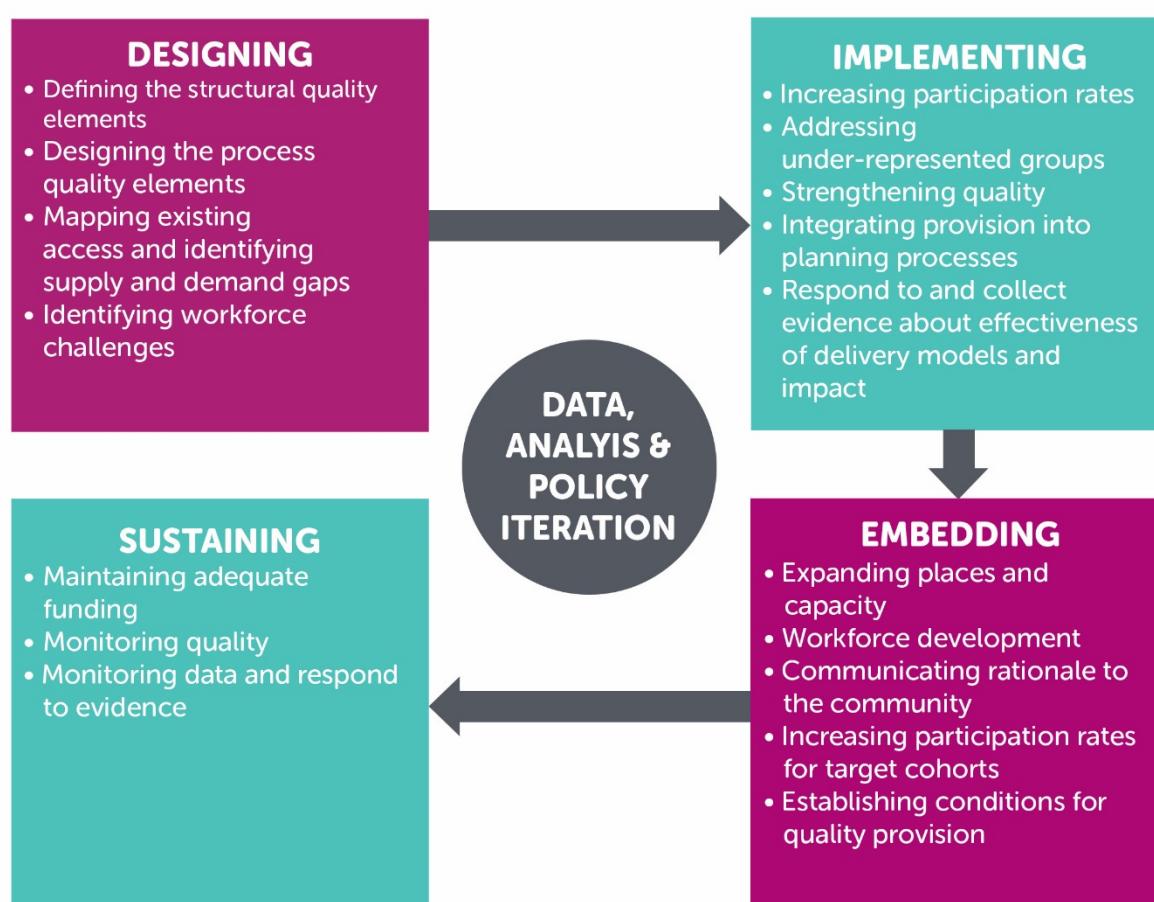 DESIGNING
• Defining the structural quality
elements
• Designing the process
quality elements
• Mapping existing
access and identifying
supply and demand gaps
• Identifying workforce
challenges
IMPLEMENTING
• Increasing participation rates
• Addressing
under-represented groups
• Strengthening quality
• Integrating provision into
planning processes
• Respond to and collect
evidence about effectiveness
of delivery models and
impact
DATA,
ANALYIS &
POLICY
ITERATION
EMBEDDING
• Expanding places and
capacity
• Workforce development
• Communicating rationale to
the community
• Increasing participation rates
for target cohorts
• Establishing conditions for
quality provision
SUSTAINING
• Maintaining adequate
funding
• Monitoring quality
• Monitoring data and respond
to evidence